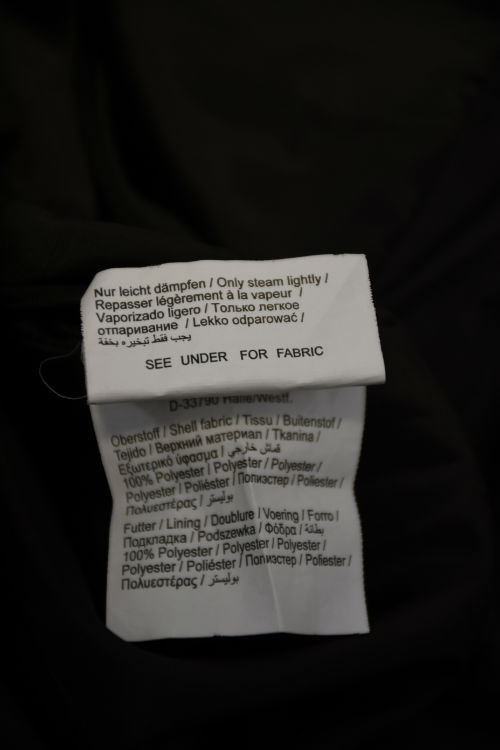 Nur leicht dämpfen / Only steam lightly /
Repasser légèrement à la vapeur /
Vaporizado ligero / Только легкое
отпаривание / Lekko odparować /
يجب فقط تبخيره بخفة
SEE UNDER FOR FABRIC
D-33790 Halle/Westf.
Oberstoff / Shell fabric / Tissu / Buitenstof /
Tejido / Верхний материал / Tkanina /
Εξωτερικό ύφασμα / قماش خارجي
100% Polyester / Polyester / Polyester /
Polyester / Poliéster / Полиэстер / Poliester /
Πολυεστέρας / بوليستر
Futter / Lining / Doublure / Voering / Forro /
Подкладка / Podszewka / Φόδρα / بطانة
100% Polyester / Polyester / Polyester /
Polyester / Poliéster / Полиэстер / Poliester /
Πολυεστέρας / بوليستر